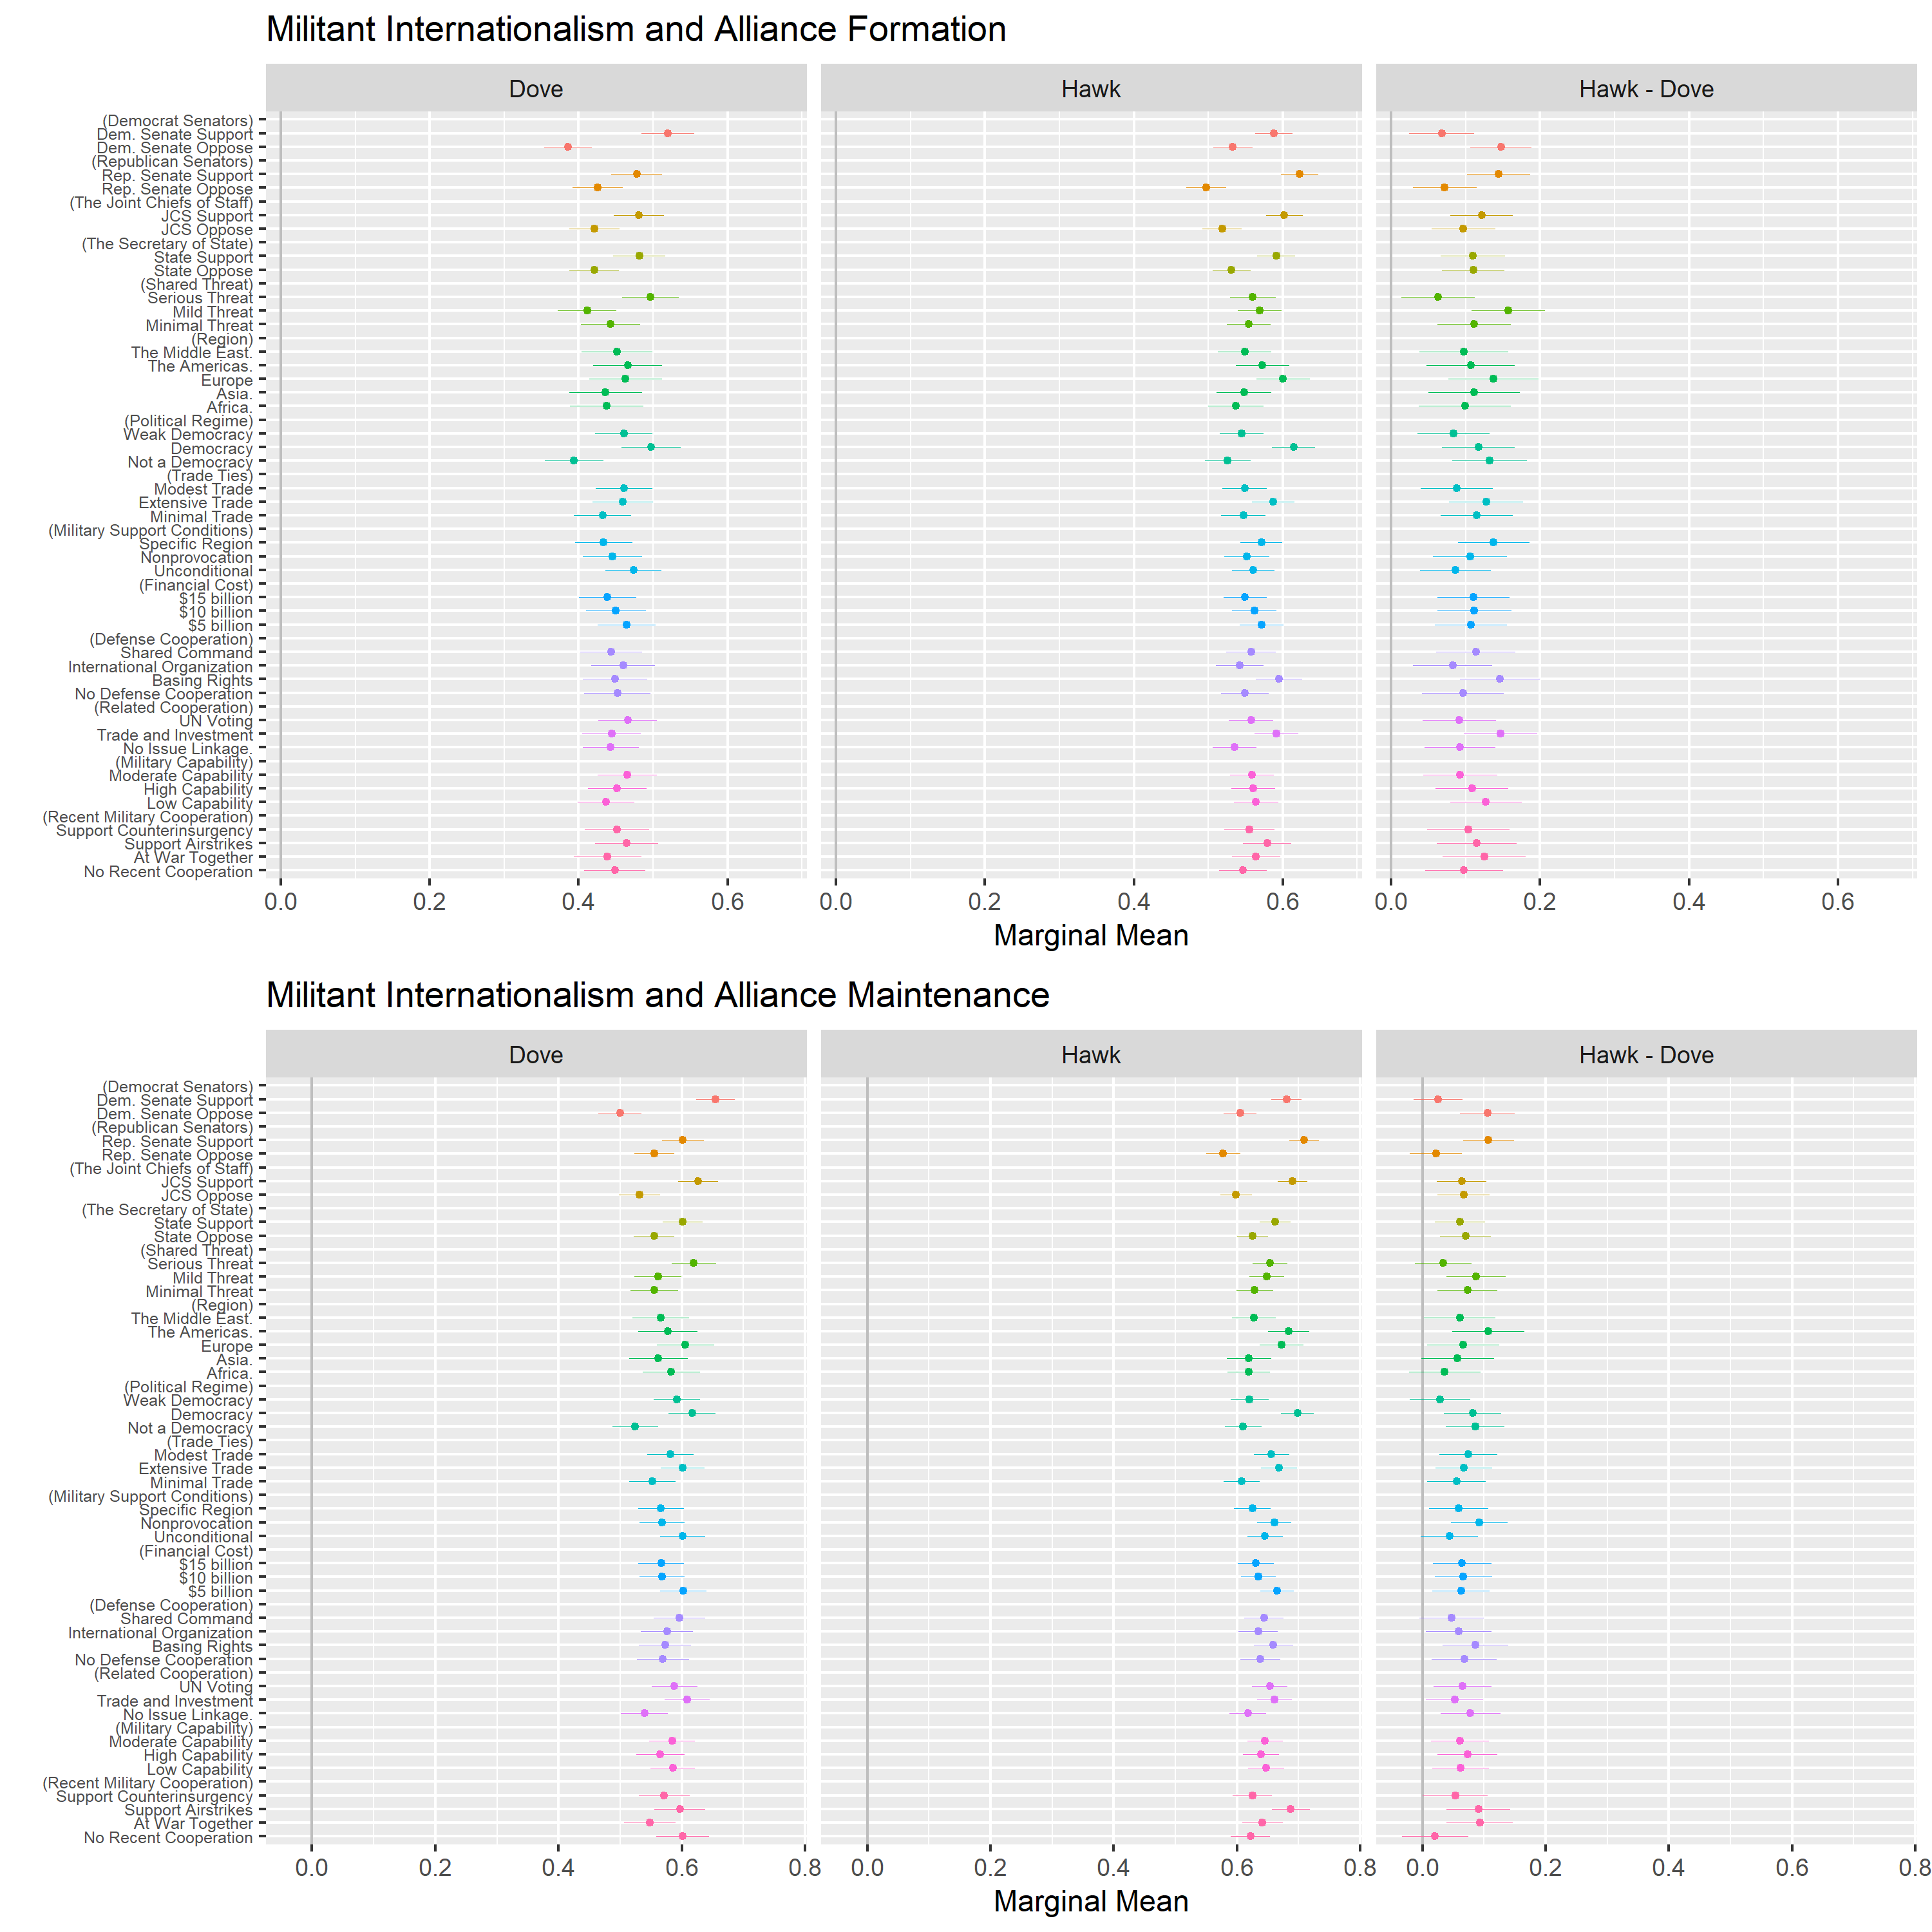 Militant Internationalism and Alliance Formation
Dove
Hawk
Hawk - Dove
(Democrat Senators)
Dem. Senate Support
Dem. Senate Oppose
(Republican Senators)
Rep. Senate Support
Rep. Senate Oppose
(The Joint Chiefs of Staff)
JCS Support
JCS Oppose
(The Secretary of State)
State Support
State Oppose
(Shared Threat)
Serious Threat
Mild Threat
Minimal Threat
(Region)
The Middle East.
The Americas.
Europe
Asia.
Africa.
(Political Regime)
Weak Democracy
Democracy
Not a Democracy
(Trade Ties)
Modest Trade
Extensive Trade
Minimal Trade
(Military Support Conditions)
Specific Region
Nonprovocation
Unconditional
(Financial Cost)
$15 billion
$10 billion
$5 billion
(Defense Cooperation)
Shared Command
International Organization
Basing Rights
No Defense Cooperation
(Related Cooperation)
UN Voting
Trade and Investment
No Issue Linkage.
(Military Capability)
Moderate Capability
High Capability
Low Capability
(Recent Military Cooperation)
Support Counterinsurgency
Support Airstrikes
At War Together
No Recent Cooperation
0.0 0.2 0.4 0.6 0.0 0.2 0.4 0.6 0.0 0.2 0.4 0.6
Marginal Mean
Militant Internationalism and Alliance Maintenance
Dove
Hawk
Hawk - Dove
(Democrat Senators)
Dem. Senate Support
Dem. Senate Oppose
(Republican Senators)
Rep. Senate Support
Rep. Senate Oppose
(The Joint Chiefs of Staff)
JCS Support
JCS Oppose
(The Secretary of State)
State Support
State Oppose
(Shared Threat)
Serious Threat
Mild Threat
Minimal Threat
(Region)
The Middle East.
The Americas.
Europe
Asia.
Africa.
(Political Regime)
Weak Democracy
Democracy
Not a Democracy
(Trade Ties)
Modest Trade
Extensive Trade
Minimal Trade
(Military Support Conditions)
Specific Region
Nonprovocation
Unconditional
(Financial Cost)
$15 billion
$10 billion
$5 billion
(Defense Cooperation)
Shared Command
International Organization
Basing Rights
No Defense Cooperation
(Related Cooperation)
UN Voting
Trade and Investment
No Issue Linkage.
(Military Capability)
Moderate Capability
High Capability
Low Capability
(Recent Military Cooperation)
Support Counterinsurgency
Support Airstrikes
At War Together
No Recent Cooperation
0.0 0.2 0.4 0.6 0.8 0.0 0.2 0.4 0.6 0.8 0.0 0.2 0.4 0.6 0.8
Marginal Mean